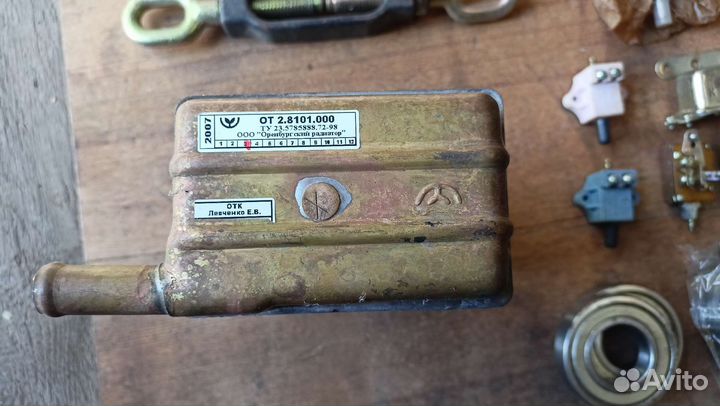 2007
ОТ 2.8101.000
ТУ 23.5785888.72-98
ООО "Оренбургский радиатор"
1 2 3 4 5 6 7 8 9 10 11 12
ОТК
Левченко Е.В.
Avito